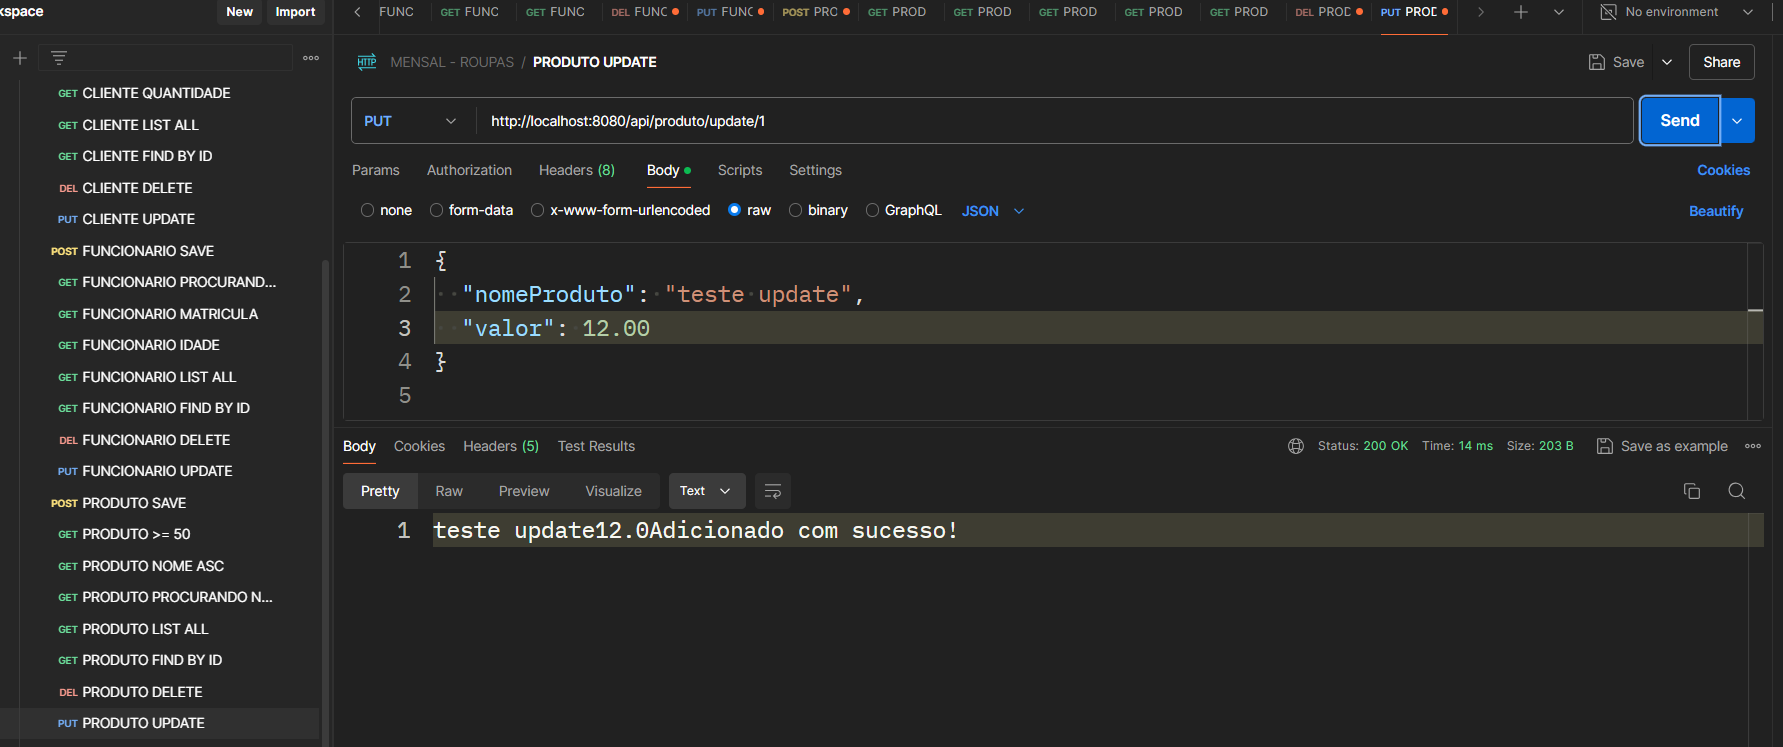 kspace
New Import
FUNC GET FUNC GET FUNC DEL FUNC PUT FUNC POST PRO GET PROD GET PROD GET PROD GET PROD GET PROD DEL PROD PUT PROD No environment
HTTP MENSAL - ROUPAS / PRODUTO UPDATE Save Share
PUT http://localhost:8080/api/produto/update/1 Send
Params Authorization Headers (8) Body Scripts Settings Cookies
none form-data x-www-form-urlencoded raw binary GraphQL JSON Beautify
1 {
2 "nomeProduto": "teste update",
3 "valor": 12.00
4 }
5
Body Cookies Headers (5) Test Results Status: 200 OK Time: 14 ms Size: 203 B Save as example
Pretty Raw Preview Visualize Text
1 teste update12.0Adicionado com sucesso!
GET CLIENTE QUANTIDADE
GET CLIENTE LIST ALL
GET CLIENTE FIND BY ID
DEL CLIENTE DELETE
PUT CLIENTE UPDATE
POST FUNCIONARIO SAVE
GET FUNCIONARIO PROCURAND...
GET FUNCIONARIO MATRICULA
GET FUNCIONARIO IDADE
GET FUNCIONARIO LIST ALL
GET FUNCIONARIO FIND BY ID
DEL FUNCIONARIO DELETE
PUT FUNCIONARIO UPDATE
POST PRODUTO SAVE
GET PRODUTO >= 50
GET PRODUTO NOME ASC
GET PRODUTO PROCURANDO N...
GET PRODUTO LIST ALL
GET PRODUTO FIND BY ID
DEL PRODUTO DELETE
PUT PRODUTO UPDATE